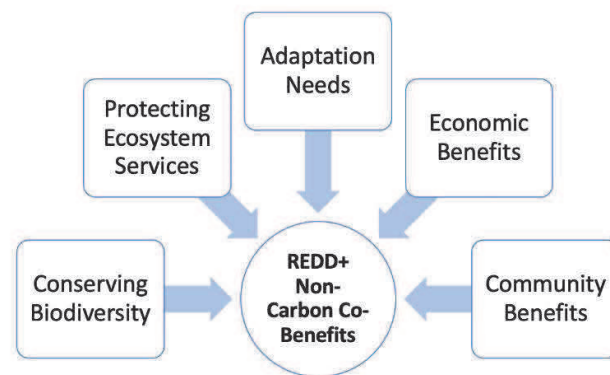 Adaptation
Needs
Protecting
Ecosystem
Services
Economic
Benefits
Conserving
Biodiversity
REDD+
Non-
Carbon Co-
Benefits
Community
Benefits